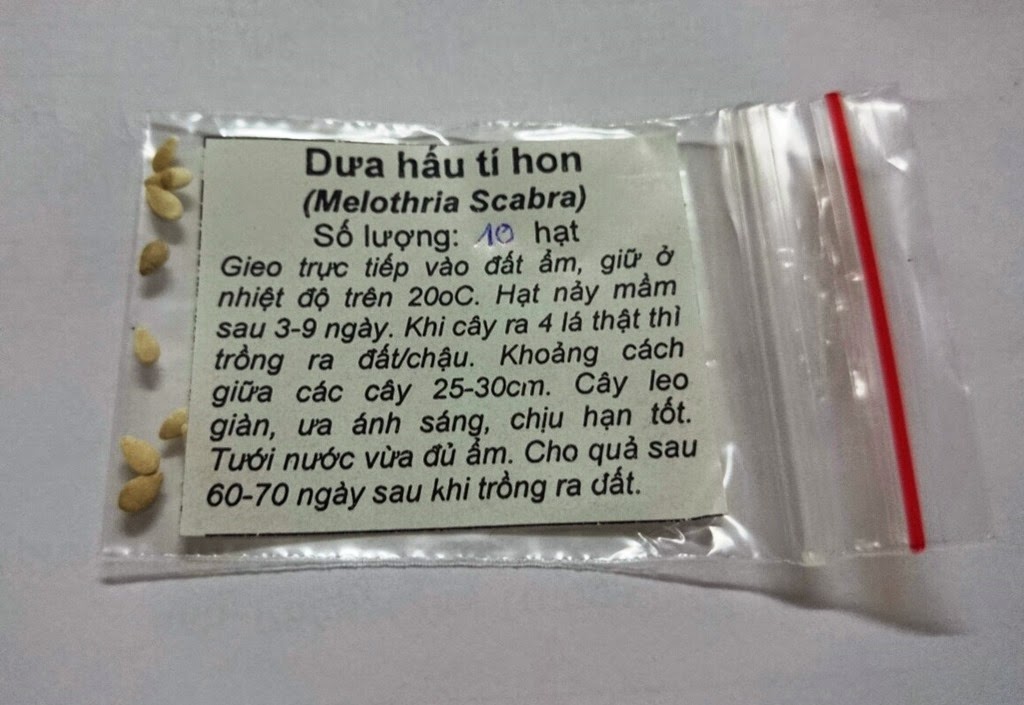 Dưa hấu tí hon
(Melothria Scabra)
Số lượng: 10 hạt
Gieo trực tiếp vào đất ẩm, giữ ở
nhiệt độ trên 20oC. Hạt nảy mầm
sau 3-9 ngày. Khi cây ra 4 lá thật thì
trồng ra đất/chậu. Khoảng cách
giữa các cây 25-30cm. Cây leo
giàn, ưa ánh sáng, chịu hạn tốt.
Tưới nước vừa đủ ẩm. Cho quả sau
60-70 ngày sau khi trồng ra đất.